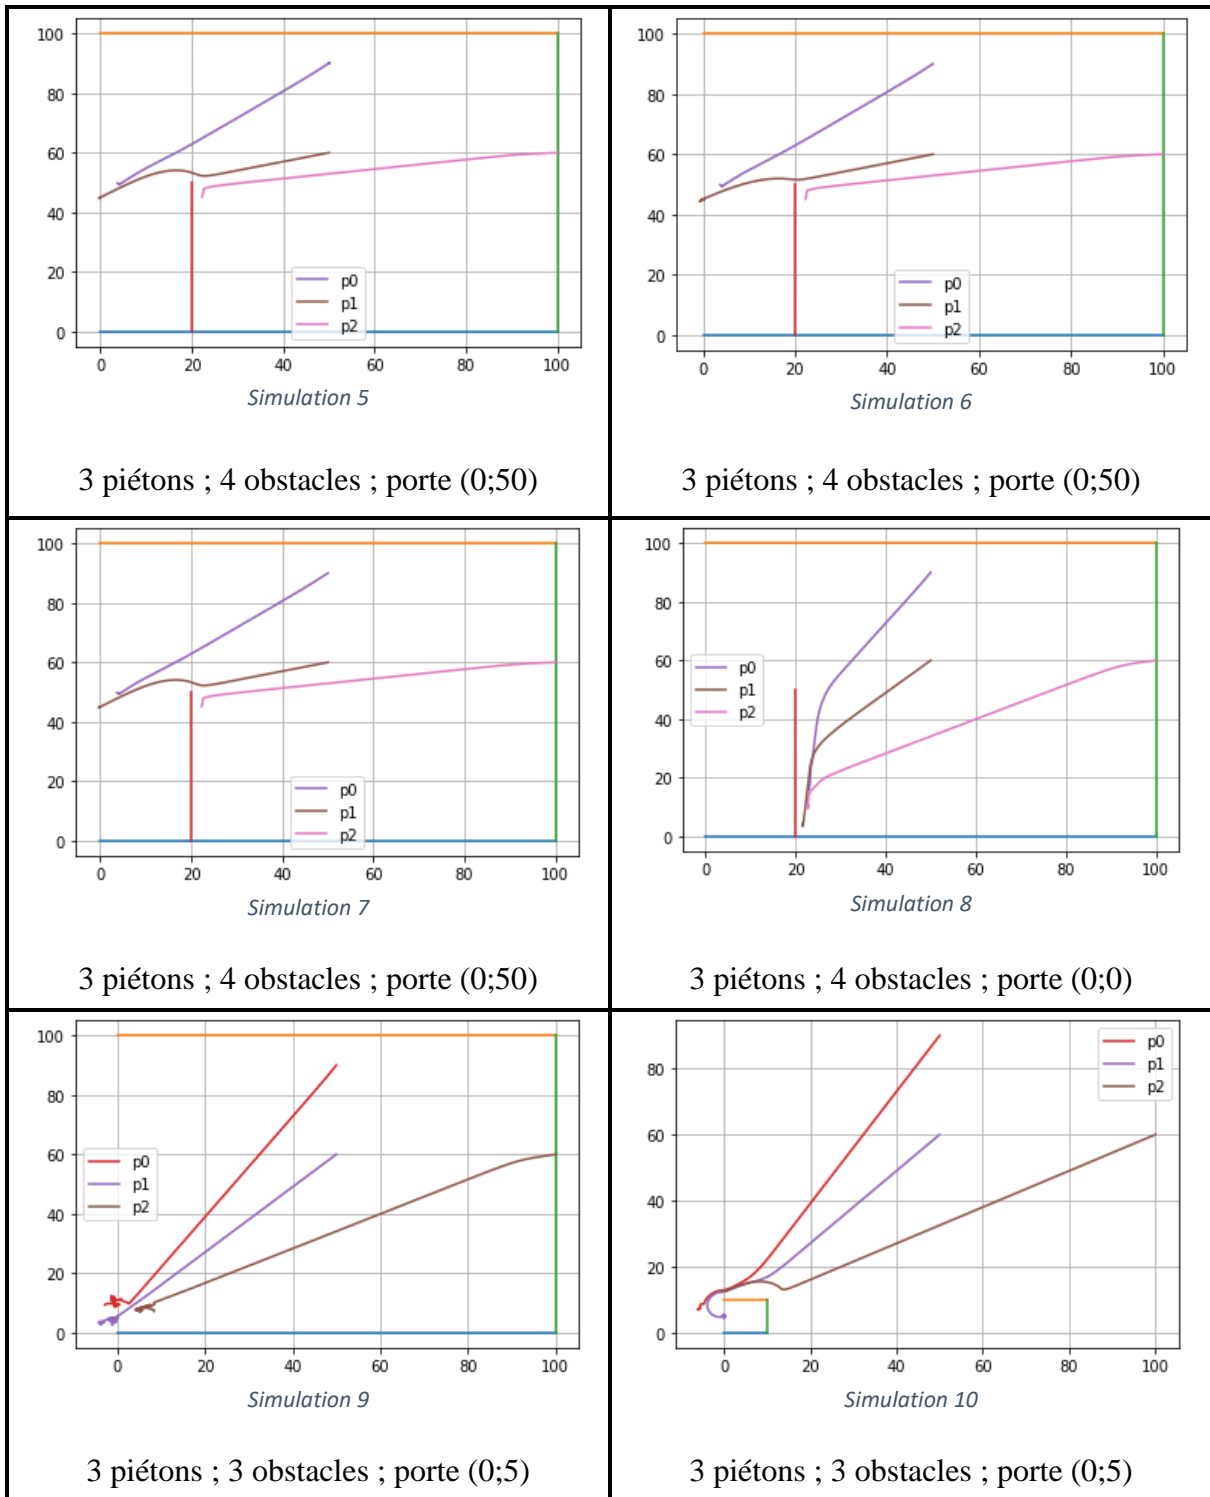 100
80
60
40
20
0
p0
p1
p2
0 20 40 60 80 100
Simulation 5
3 piétons ; 4 obstacles ; porte (0;50)
100
80
60
40
20
0
p0
p1
p2
0 20 40 60 80 100
Simulation 6
3 piétons ; 4 obstacles ; porte (0;50)
100
80
60
40
20
0
p0
p1
p2
0 20 40 60 80 100
Simulation 7
3 piétons ; 4 obstacles ; porte (0;50)
100
80
60
40
20
0
p0
p1
p2
0 20 40 60 80 100
Simulation 8
3 piétons ; 4 obstacles ; porte (0;0)
100
80
60
40
20
0
p0
p1
p2
0 20 40 60 80 100
Simulation 9
3 piétons ; 3 obstacles ; porte (0;5)
80
60
40
20
0
p0
p1
p2
0 20 40 60 80 100
Simulation 10
3 piétons ; 3 obstacles ; porte (0;5)